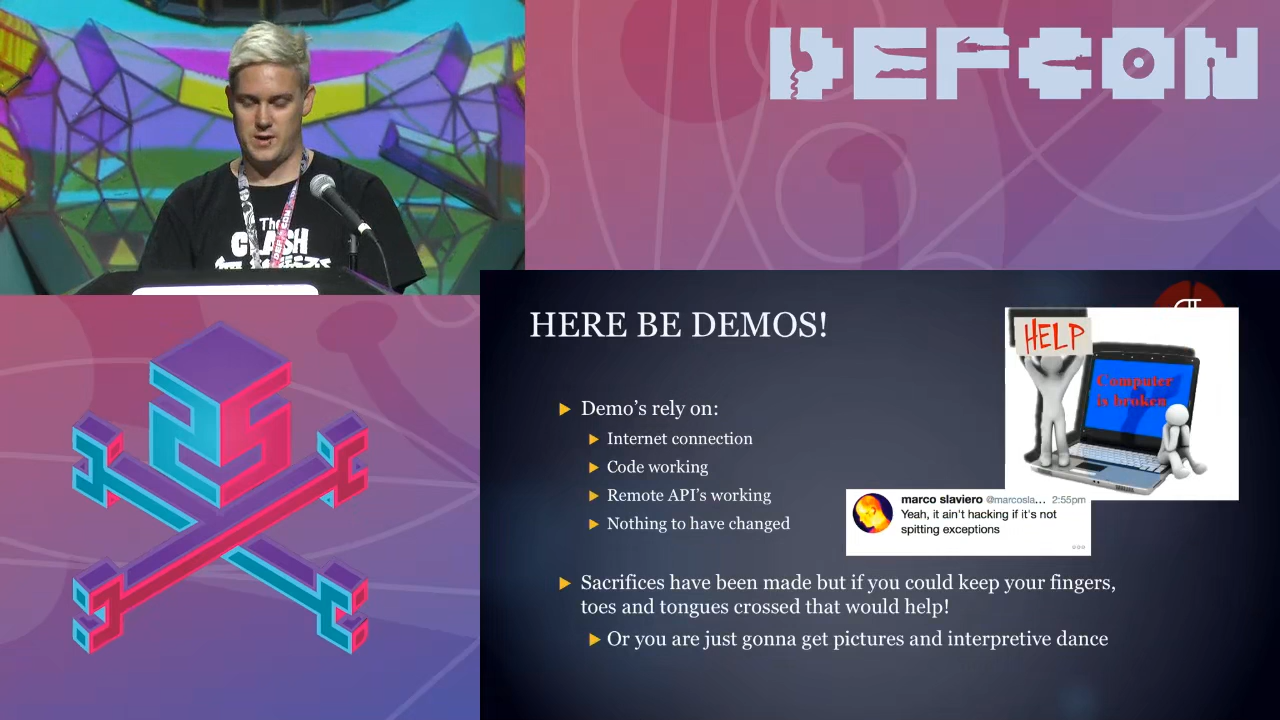 DEFCON
The
CLASH
HERE BE DEMOS!
HELP
Computer
is broken
Demo's rely on:
Internet connection
Code working
Remote API's working
Nothing to have changed
marco slaviero @marcosla... 2:55pm
Yeah, it ain't hacking if it's not
spitting exceptions
Sacrifices have been made but if you could keep your fingers,
toes and tongues crossed that would help!
Or you are just gonna get pictures and interpretive dance